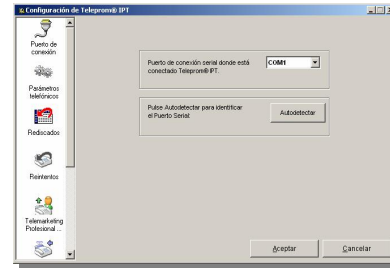 Configuración de Teleprom® IPT
Puerto de
conexión
Parámetros
telefónicos
Rediscados
Reintentos
Telemarketing
Profesional ...
Puerto de conexión serial donde está
conectado Teleprom® IPT.
COM1
Pulse Autodetectar para identificar
el Puerto Serial:
Autodetectar
Aceptar
Cancelar